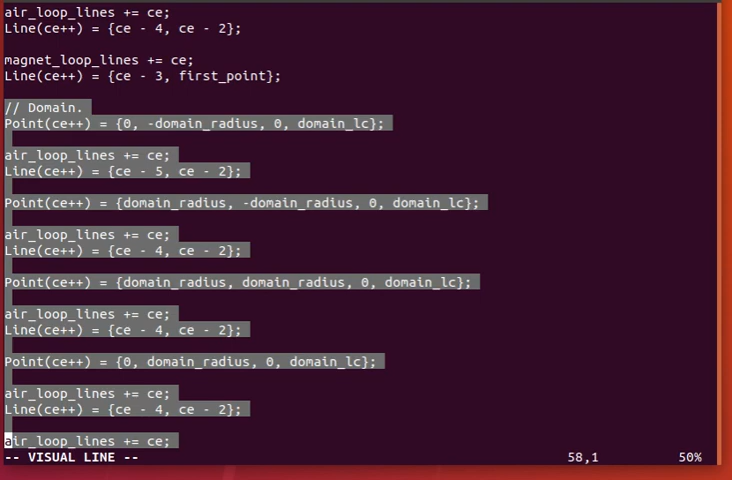 air_loop_lines += ce;
Line(ce++) = {ce - 4, ce - 2};
magnet_loop_lines += ce;
Line(ce++) = {ce - 3, first_point};
// Domain.
Point(ce++) = {0, -domain_radius, 0, domain_lc};
air_loop_lines += ce;
Line(ce++) = {ce - 5, ce - 2};
Point(ce++) = {domain_radius, -domain_radius, 0, domain_lc};
air_loop_lines += ce;
Line(ce++) = {ce - 4, ce - 2};
Point(ce++) = {domain_radius, domain_radius, 0, domain_lc};
air_loop_lines += ce;
Line(ce++) = {ce - 4, ce - 2};
Point(ce++) = {0, domain_radius, 0, domain_lc};
air_loop_lines += ce;
Line(ce++) = {ce - 4, ce - 2};
air_loop_lines += ce;
-- VISUAL LINE -- 58,1 50%